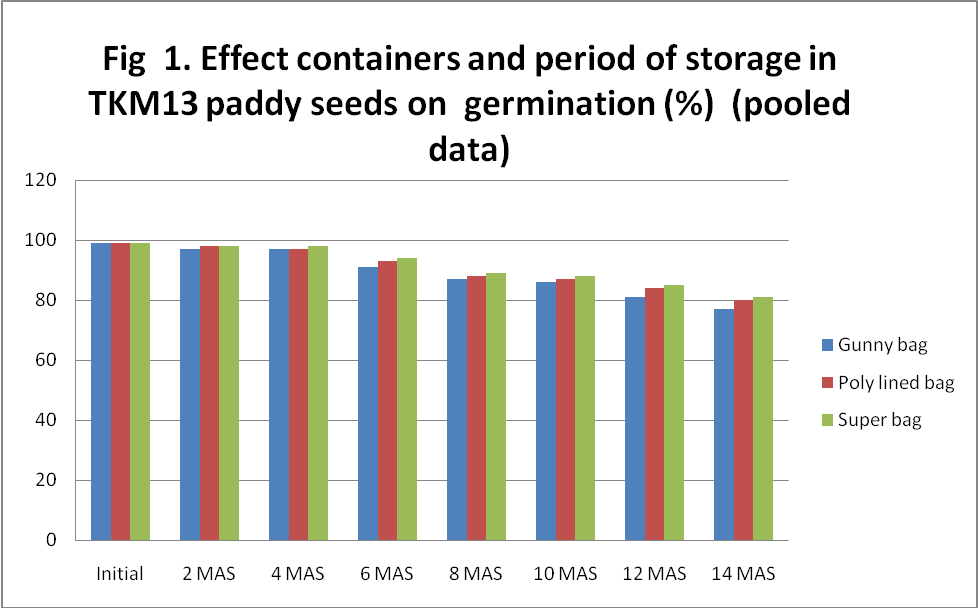 Fig 1. Effect containers and period of storage in
TKM13 paddy seeds on germination (%) (pooled
data)
120
100
80
60
40
20
0
Initial 2 MAS 4 MAS 6 MAS 8 MAS 10 MAS 12 MAS 14 MAS
Gunny bag
Poly lined bag
Super bag